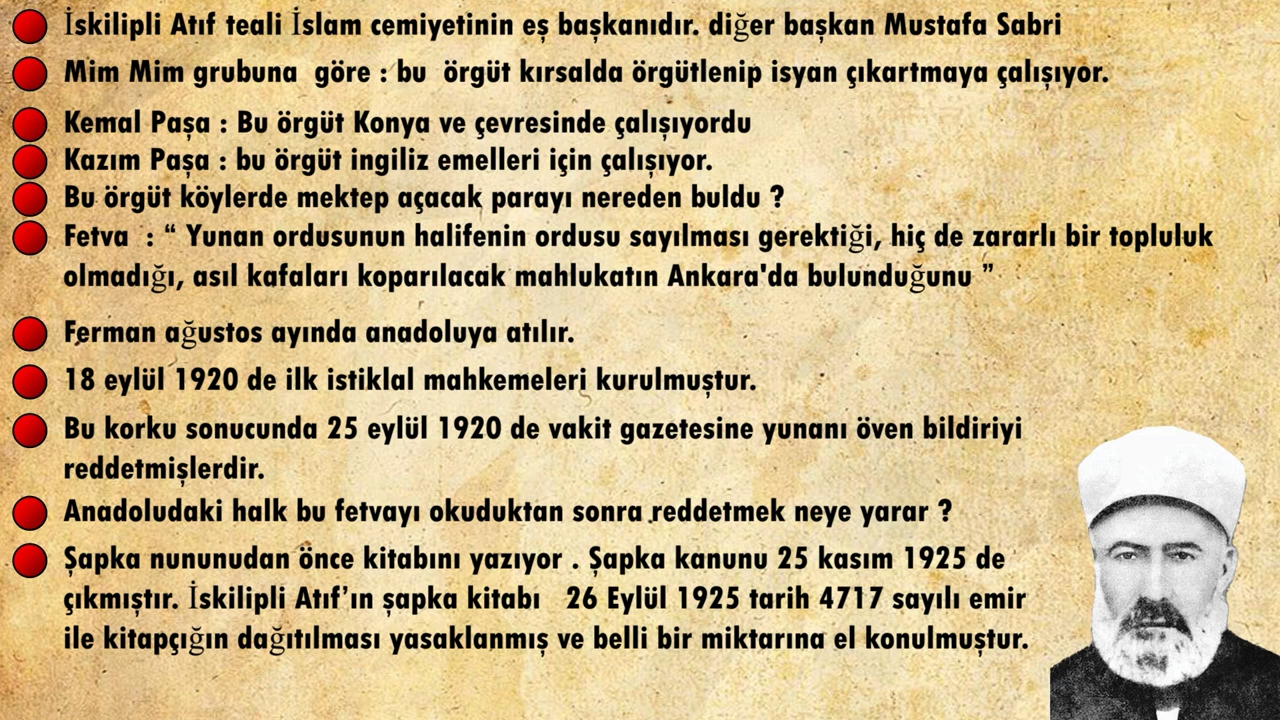 İskilipli Atıf teali İslam cemiyetinin eş başkanıdır. diğer başkan Mustafa Sabri
Mim Mim grubuna göre : bu örgüt kırsalda örgütlenip isyan çıkartmaya çalışıyor.
Kemal Paşa : Bu örgüt Konya ve çevresinde çalışıyordu
Kazım Paşa : bu örgüt ingiliz emelleri için çalışıyor.
Bu örgüt köylerde mektep açacak parayı nereden buldu ?
Fetva : “ Yunan ordusunun halifenin ordusu sayılması gerektiği, hiç de zararlı bir topluluk
olmadığı, asıl kafaları koparılacak mahlukatın Ankara'da bulunduğunu ”
Ferman ağustos ayında anadoluya atılır.
18 eylül 1920 de ilk istiklal mahkemeleri kurulmuştur.
Bu korku sonucunda 25 eylül 1920 de vakit gazetesine yunanı öven bildiriyi
reddetmişlerdir.
Anadoludaki halk bu fetvayı okuduktan sonra reddetmek neye yarar ?
Şapka nununudan önce kitabını yazıyor . Şapka kanunu 25 kasım 1925 de
çıkmıştır. İskilipli Atıf’ın şapka kitabı 26 Eylül 1925 tarih 4717 sayılı emir
ile kitapçığın dağıtılması yasaklanmış ve belli bir miktarına el konulmuştur.